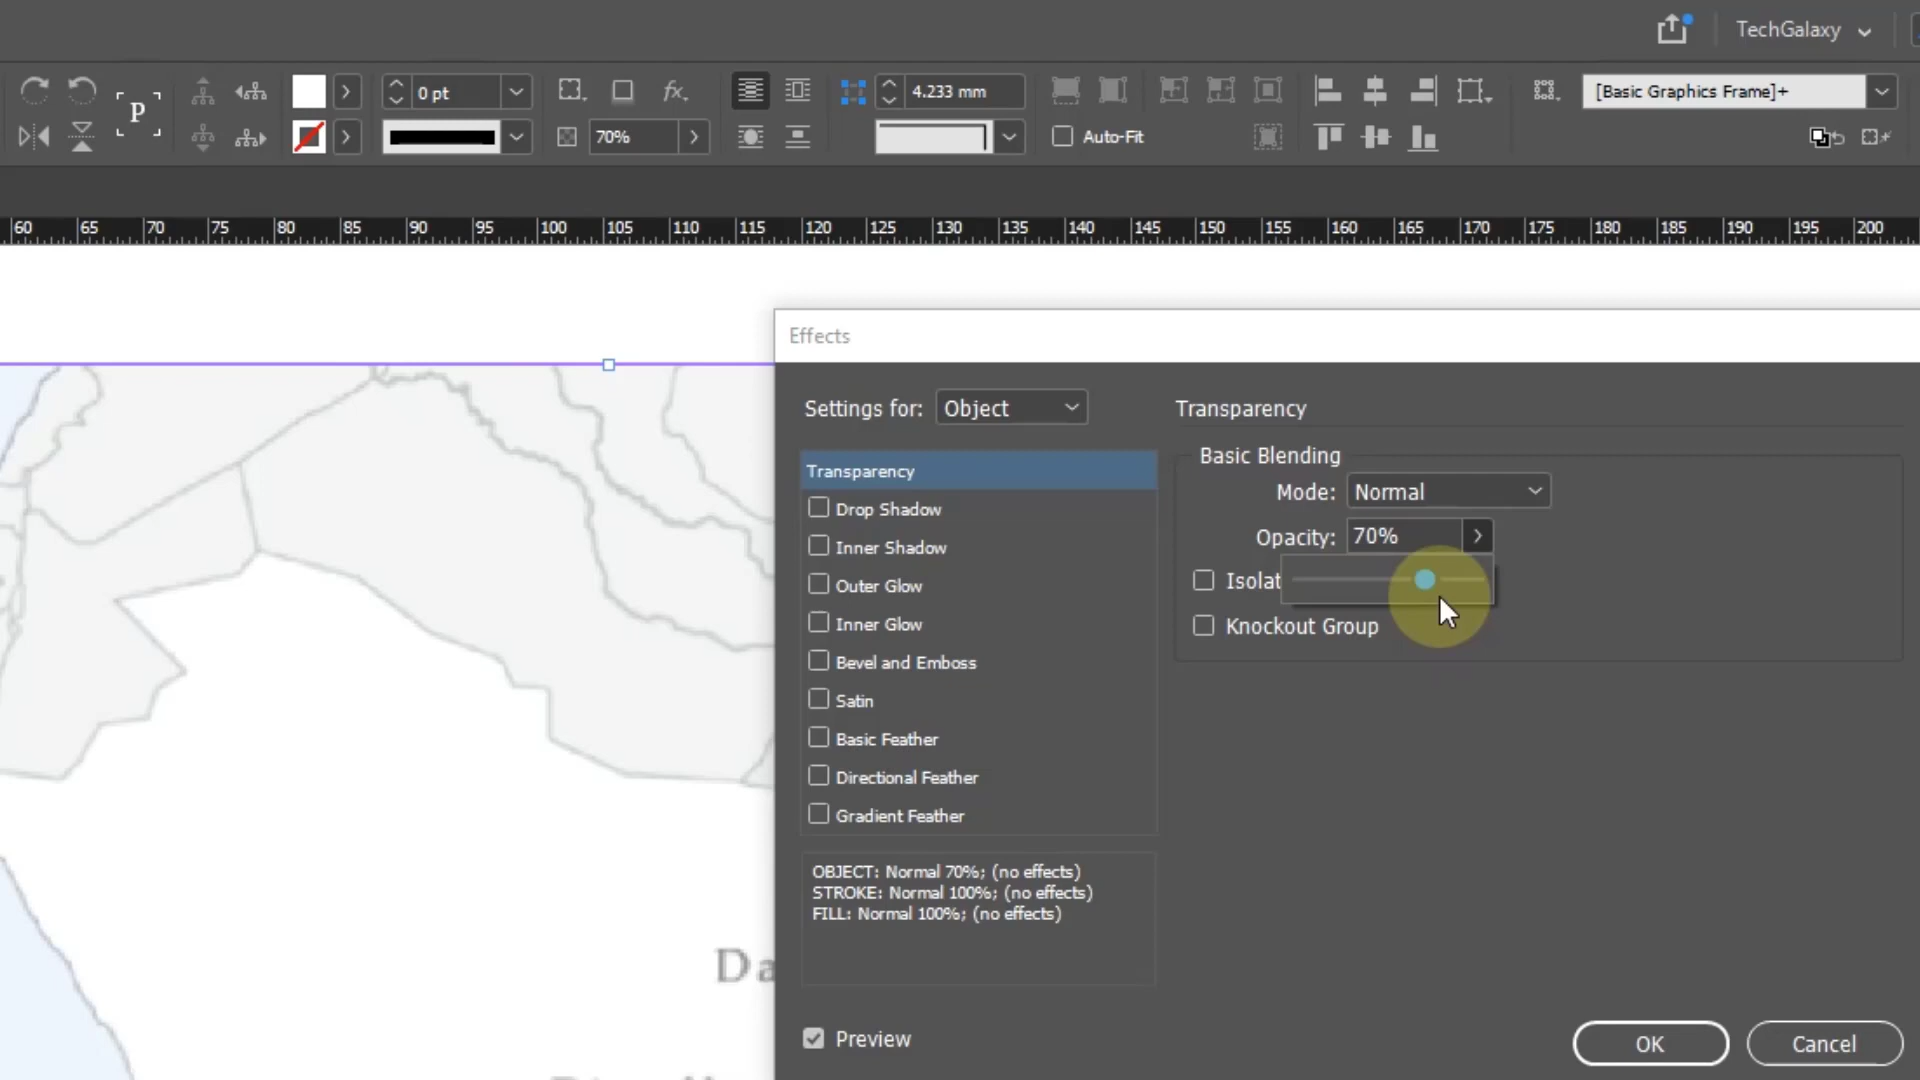 TechGalaxy
P
0 pt
fx.
4.233 mm
[Basic Graphics Frame]+
70%
Auto-Fit
60 65 70 75 80 85 90 95 100 105 110 115 120 125 130 135 140 145 150 155 160 165 170 175 180 185 190 195 200
Effects
Settings for: Object
Transparency
Transparency
Basic Blending
Mode: Normal
Opacity: 70%
Isolat
Knockout Group
Drop Shadow
Inner Shadow
Outer Glow
Inner Glow
Bevel and Emboss
Satin
Basic Feather
Directional Feather
Gradient Feather
OBJECT: Normal 70%; (no effects)
STROKE: Normal 100%; (no effects)
FILL: Normal 100%; (no effects)
Da
Preview
OK
Cancel